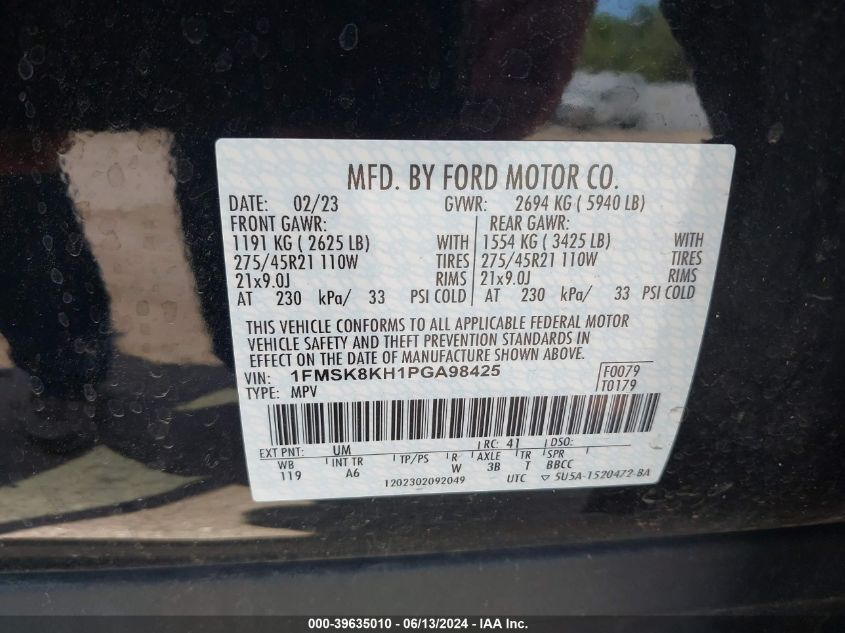 MFD. BY FORD MOTOR CO.
DATE: 02/23 GVWR: 2694 KG ( 5940 LB)
FRONT GAWR: REAR GAWR:
1191 KG ( 2625 LB) WITH 1554 KG ( 3425 LB) WITH
275/45R21 110W TIRES 275/45R21 110W TIRES
21x9.0J RIMS 21x9.0J RIMS
AT 230 kPa/ 33 PSI COLD AT 230 kPa/ 33 PSI COLD
THIS VEHICLE CONFORMS TO ALL APPLICABLE FEDERAL MOTOR
VEHICLE SAFETY AND THEFT PREVENTION STANDARDS IN
EFFECT ON THE DATE OF MANUFACTURE SHOWN ABOVE.
VIN: 1FMSK8KH1PGA98425 F0079
TYPE: MPV T0179
EXT PNT: UM RC: 41 DSO:
WB INT TR TP/PS R AXLE TR SPR
119 A6 W 3B T BBCC
1202302092049 UTC ▽ 5U5A-1520472-BA
000-39635010 - 06/13/2024 - IAA Inc.